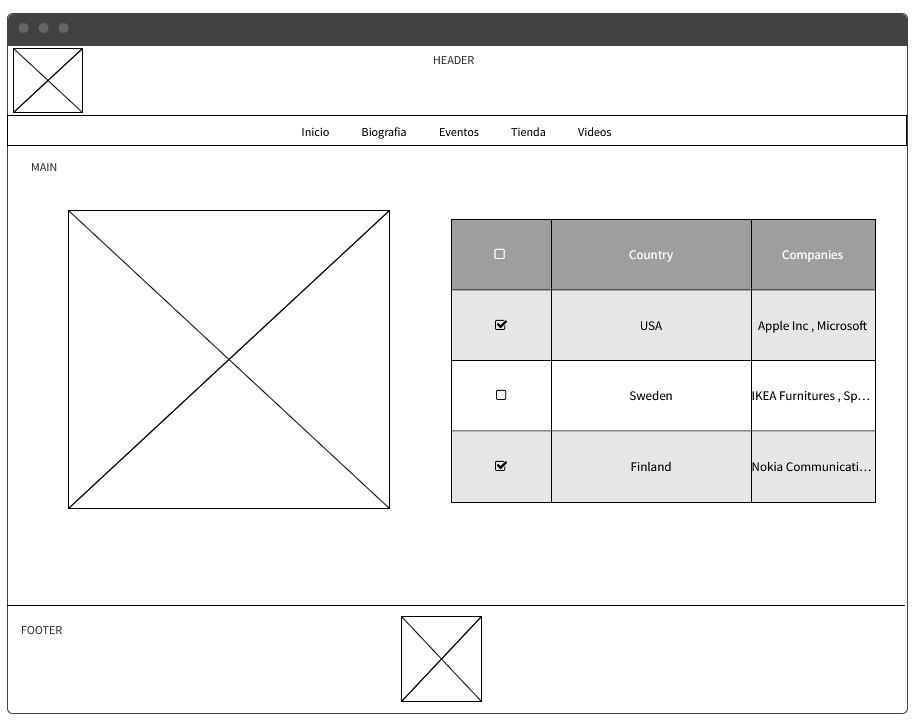 HEADER
Inicio Biografia Eventos Tienda Videos
MAIN
Country Companies
USA Apple Inc , Microsoft
Sweden IKEA Furnitures , Sp...
Finland Nokia Communicati...
FOOTER